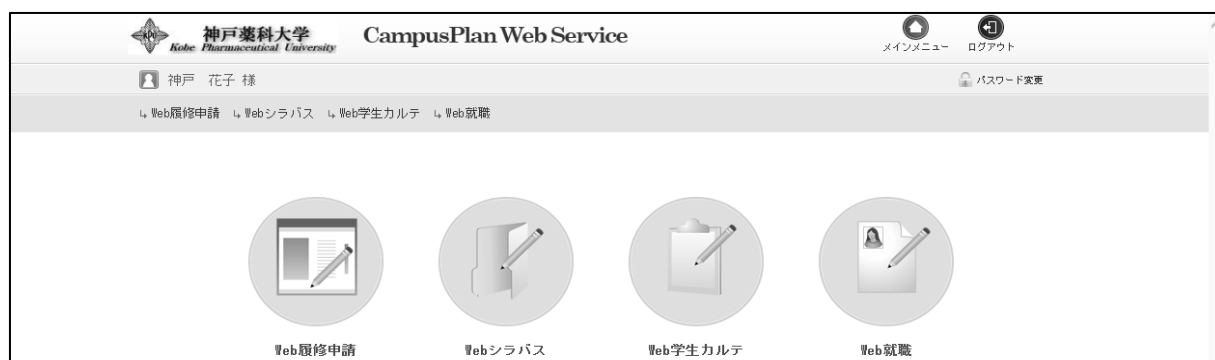 神戸薬科大学
Kobe Pharmaceutical University
CampusPlan Web Service
メインメニュー
ログアウト
神戸 花子 様
パスワード変更
Web履修申請 Webシラバス Web学生カルテ Web就職
Web履修申請
Webシラバス
Web学生カルテ
Web就職